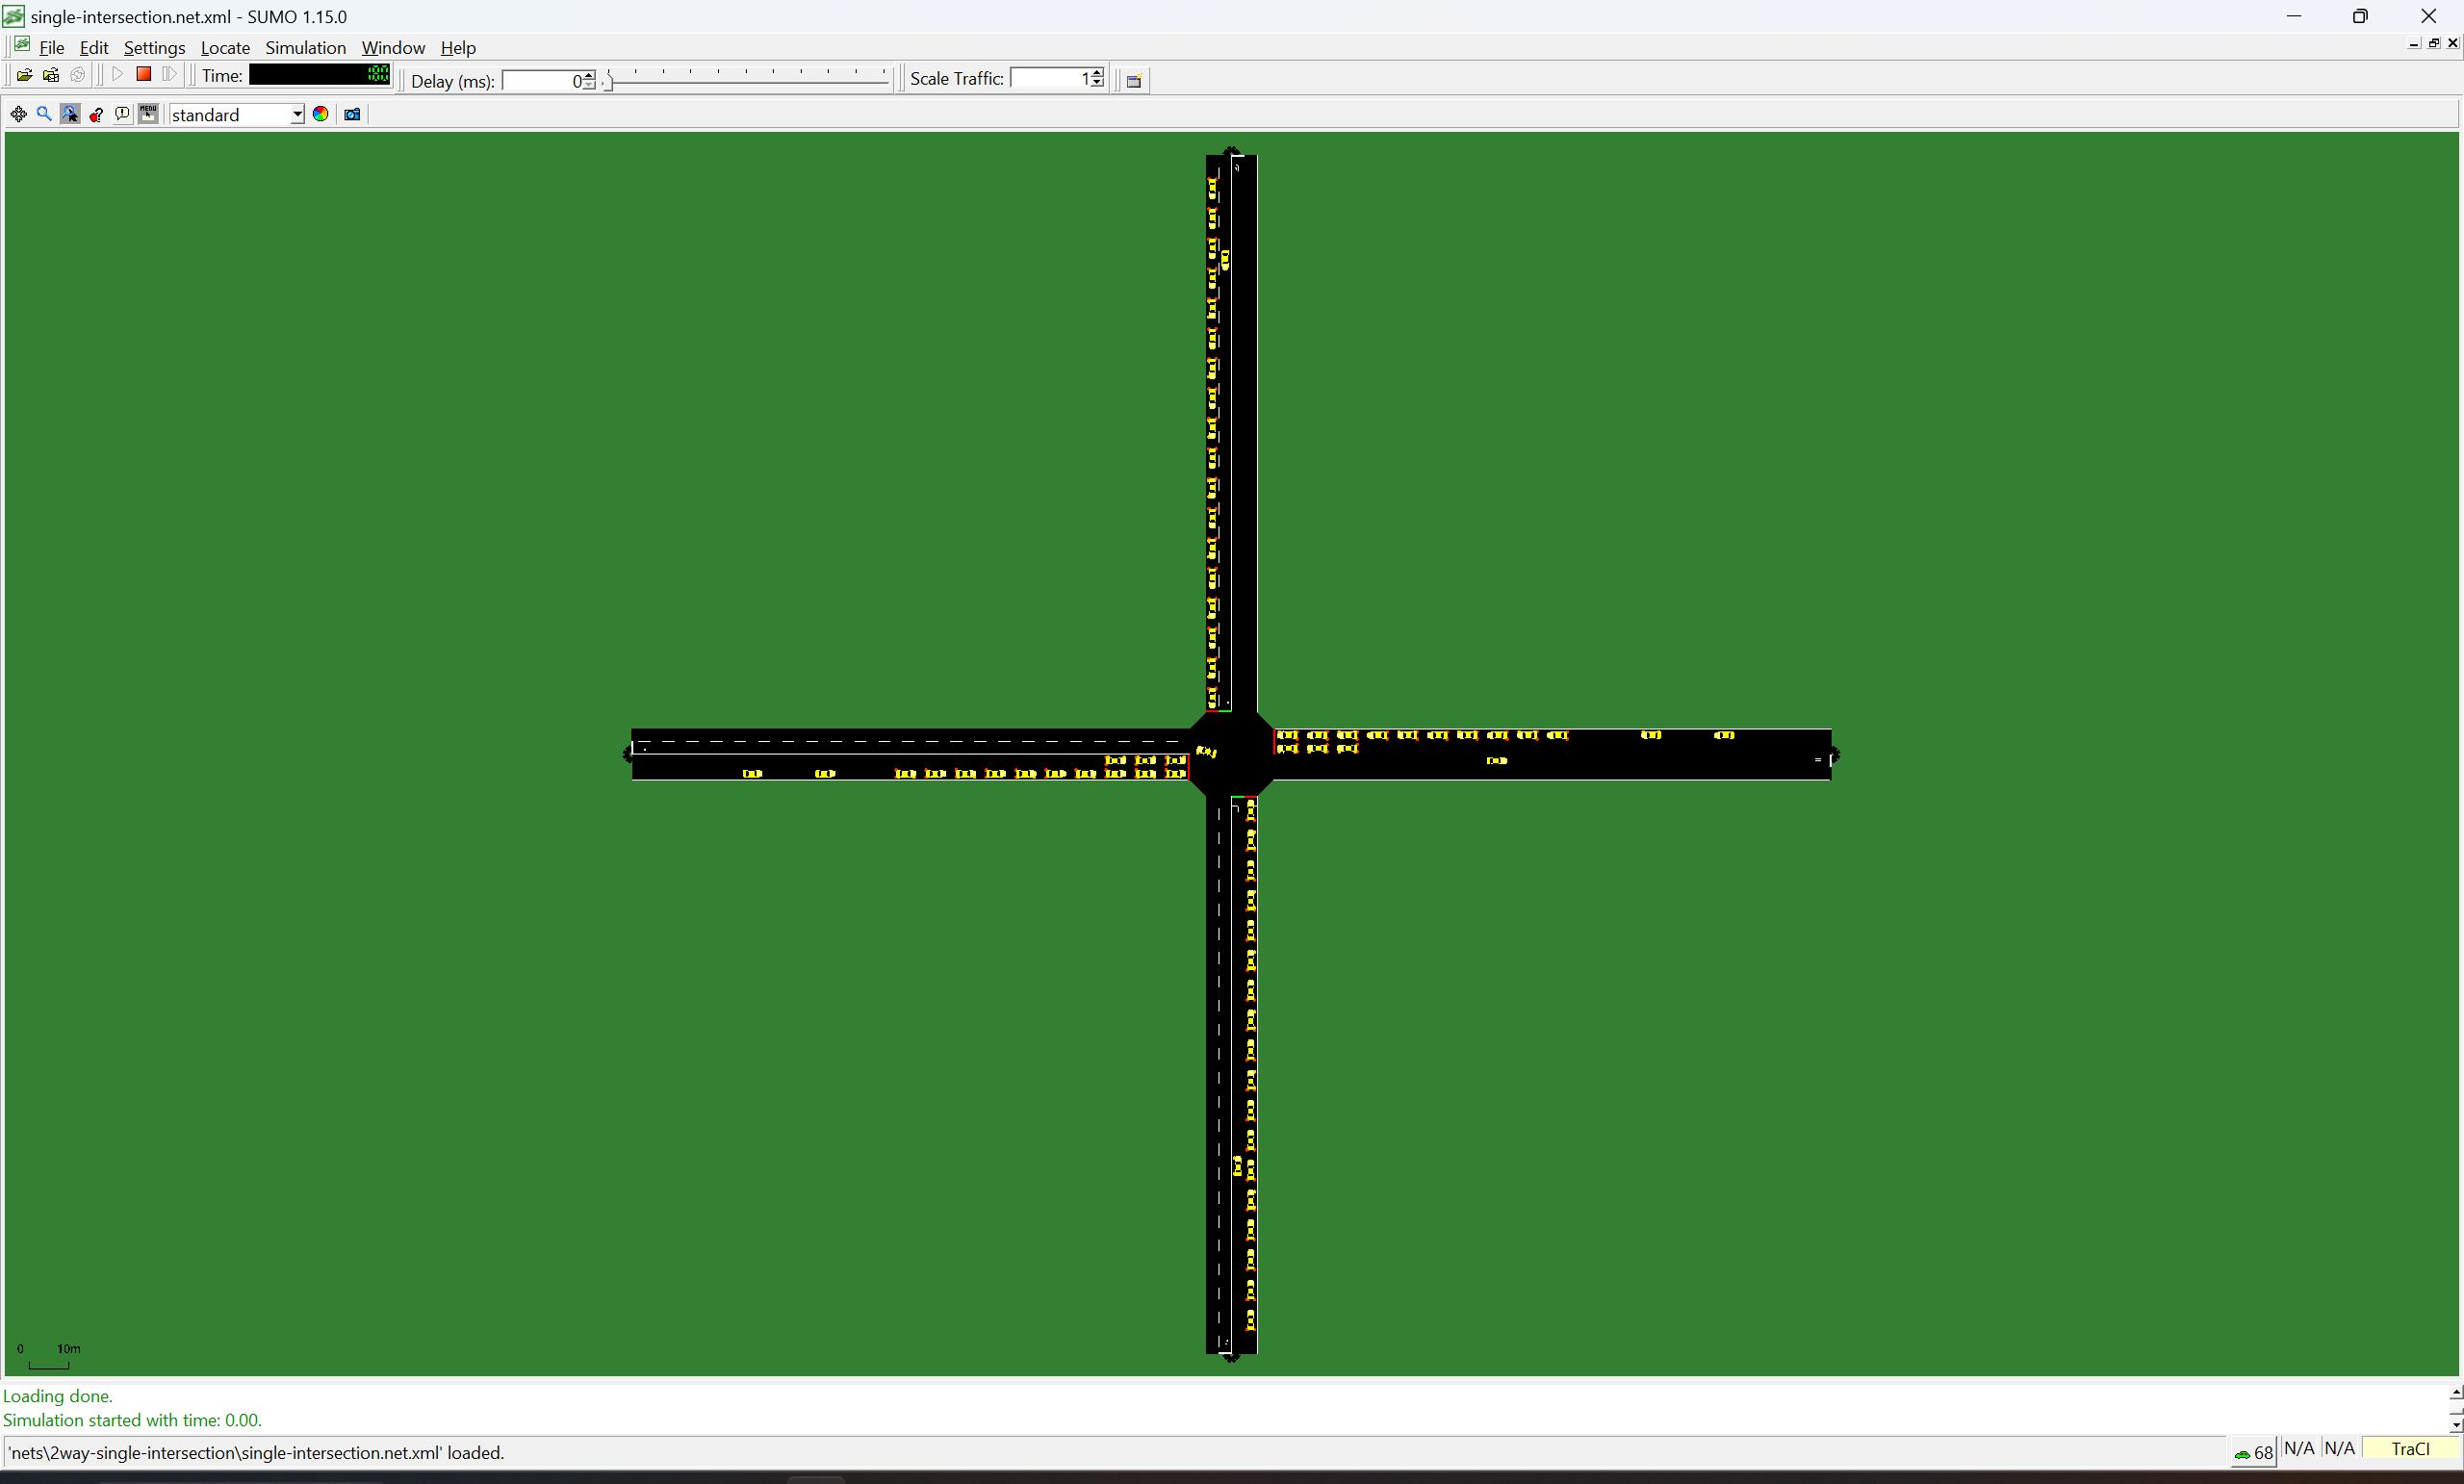 single-intersection.net.xml - SUMO 1.15.0
File Edit Settings Locate Simulation Window Help
Time: 80 Delay (ms): 0 Scale Traffic: 1
MENU standard
0 10m
Loading done.
Simulation started with time: 0.00.
'nets\2way-single-intersection\single-intersection.net.xml' loaded. 68 N/A N/A TraCI